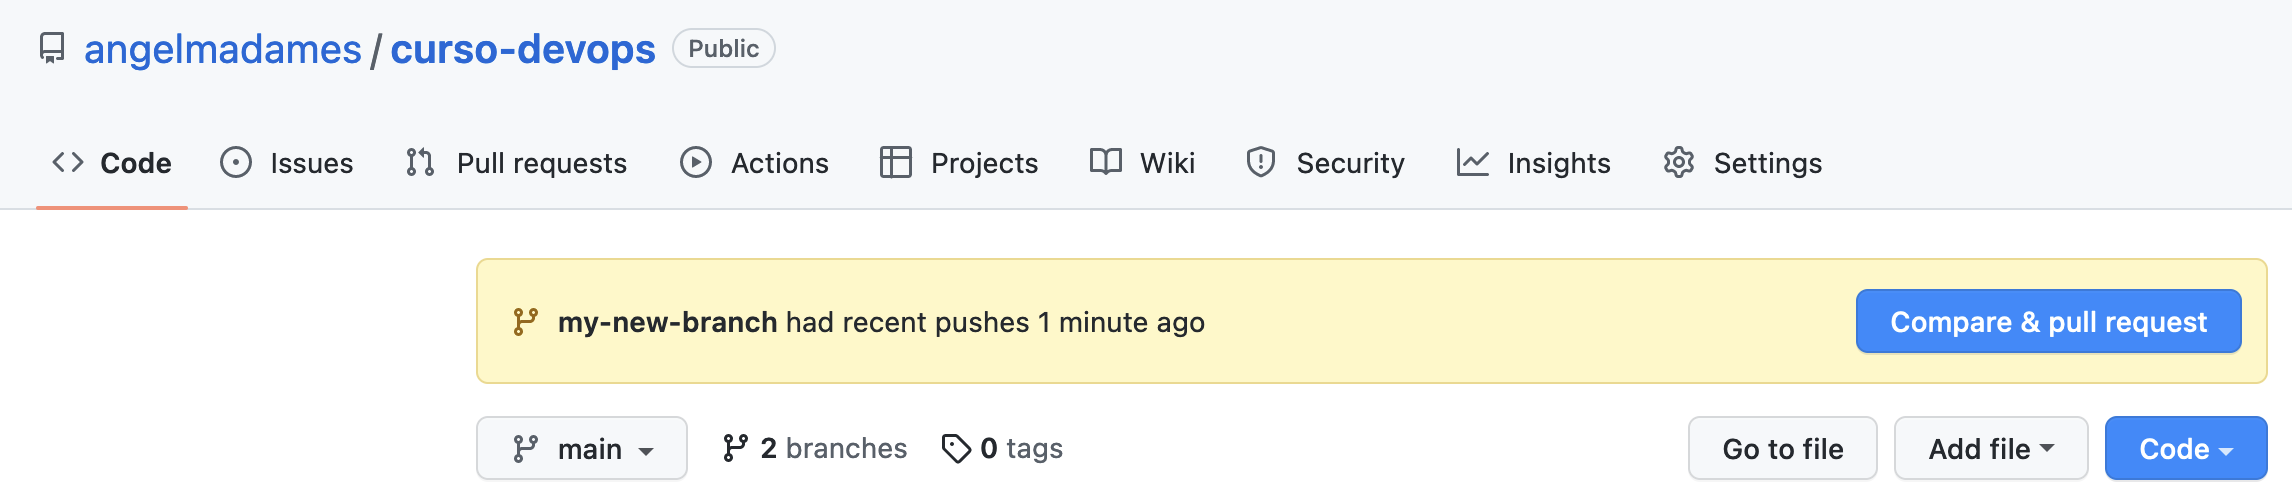 angelmadames / curso-devops Public
Code Issues Pull requests Actions Projects Wiki Security Insights Settings
my-new-branch had recent pushes 1 minute ago Compare & pull request
main 2 branches 0 tags Go to file Add file Code